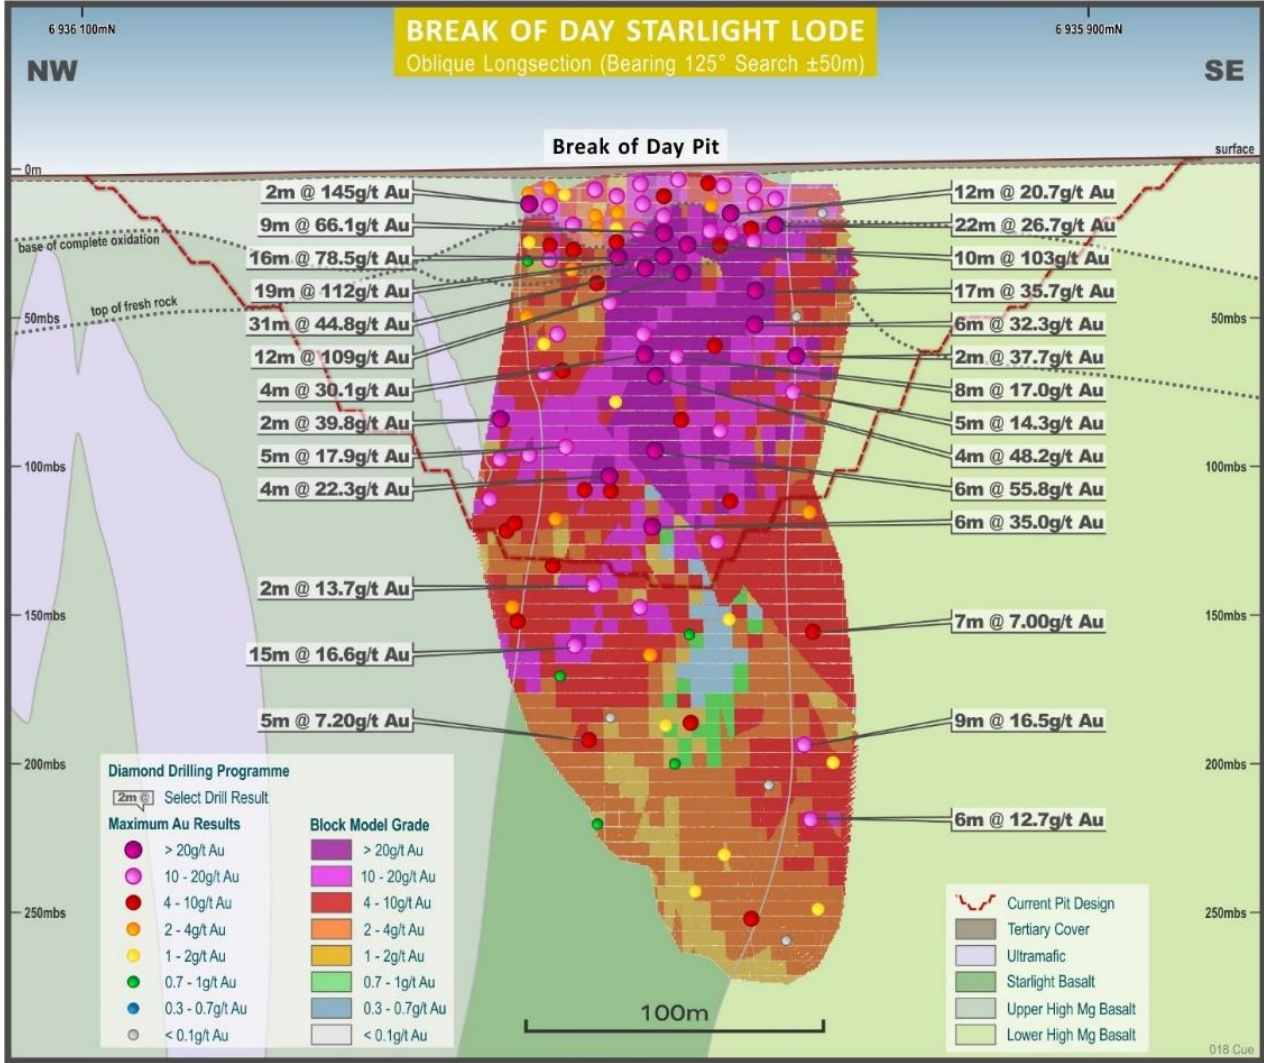 6 936 100mN
BREAK OF DAY STARLIGHT LODE
6 935 900mN
Oblique Longsection (Bearing 125° Search ±50m)
NW
SE
Break of Day Pit
surface
0m
2m @ 145g/t Au
12m @ 20.7g/t Au
9m @ 66.1g/t Au
22m @ 26.7g/t Au
base of complete oxidation
16m @ 78.5g/t Au
10m @ 103g/t Au
19m @ 112g/t Au
17m @ 35.7g/t Au
top of fresh rock
50mbs
31m @ 44.8g/t Au
6m @ 32.3g/t Au
50mbs
12m @ 109g/t Au
2m @ 37.7g/t Au
4m @ 30.1g/t Au
8m @ 17.0g/t Au
2m @ 39.8g/t Au
5m @ 14.3g/t Au
5m @ 17.9g/t Au
4m @ 48.2g/t Au
100mbs
100mbs
4m @ 22.3g/t Au
6m @ 55.8g/t Au
6m @ 35.0g/t Au
2m @ 13.7g/t Au
150mbs
7m @ 7.00g/t Au
150mbs
15m @ 16.6g/t Au
5m @ 7.20g/t Au
9m @ 16.5g/t Au
200mbs
200mbs
6m @ 12.7g/t Au
250mbs
250mbs
Diamond Drilling Programme
2m @ Select Drill Result
Maximum Au Results
> 20g/t Au
10 - 20g/t Au
4 - 10g/t Au
2 - 4g/t Au
1 - 2g/t Au
0.7 - 1g/t Au
0.3 - 0.7g/t Au
< 0.1g/t Au
Block Model Grade
> 20g/t Au
10 - 20g/t Au
4 - 10g/t Au
2 - 4g/t Au
1 - 2g/t Au
0.7 - 1g/t Au
0.3 - 0.7g/t Au
< 0.1g/t Au
100m
Current Pit Design
Tertiary Cover
Ultramafic
Starlight Basalt
Upper High Mg Basalt
Lower High Mg Basalt
018 Cue